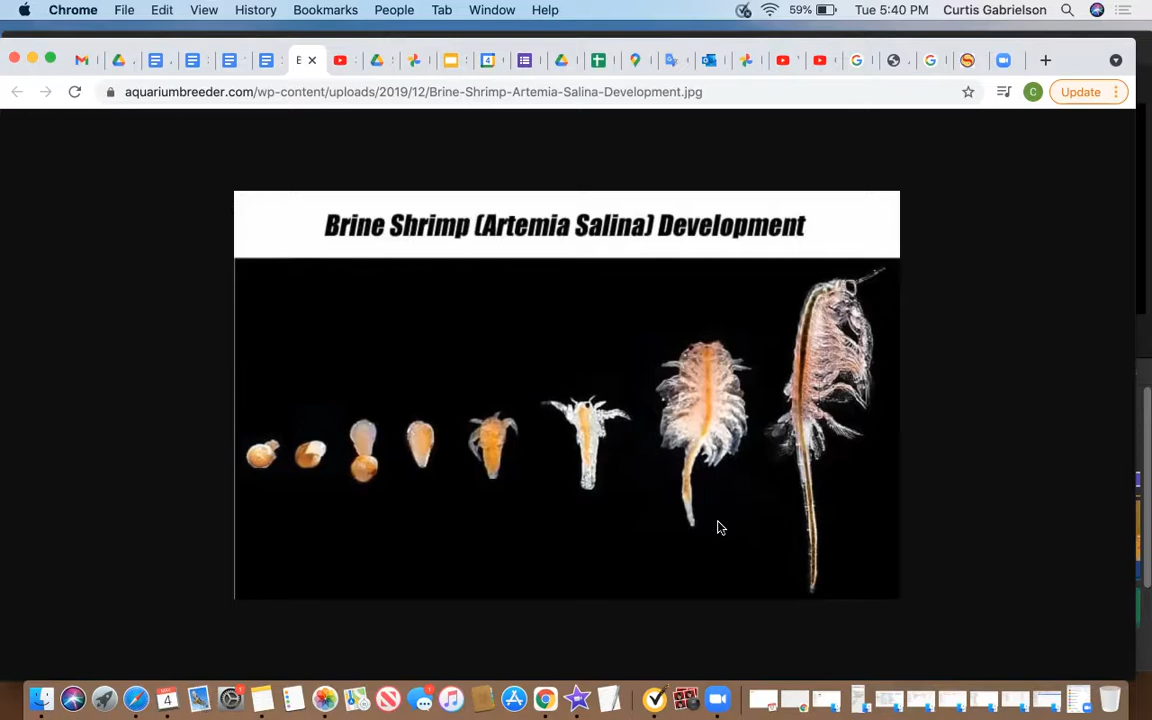 Chrome File Edit View History Bookmarks People Tab Window Help 59% Tue 5:40 PM Curtis Gabrielson
aquariumbreeder.com/wp-content/uploads/2019/12/Brine-Shrimp-Artemia-Salina-Development.jpg C Update
Brine Shrimp (Artemia Salina) Development